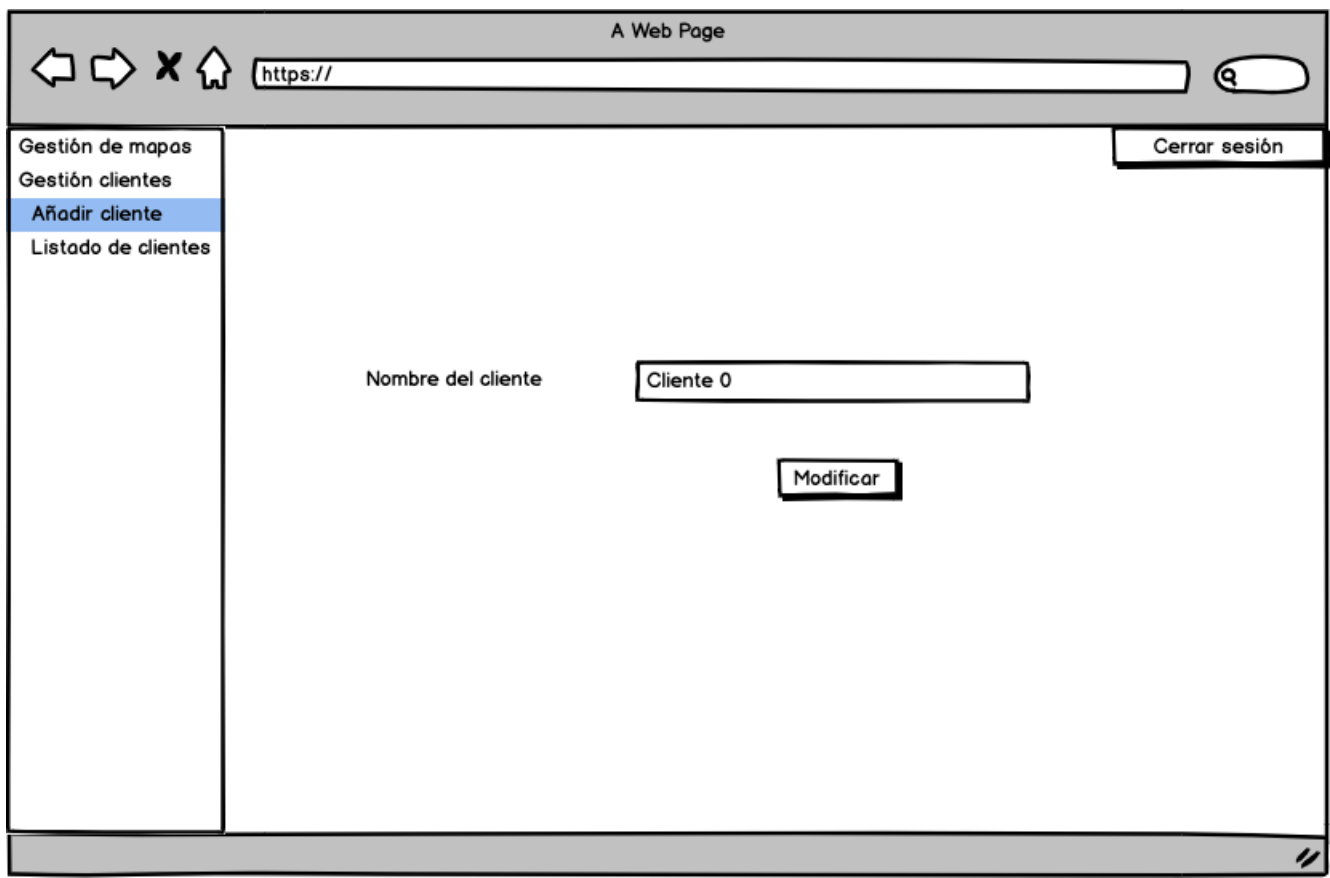 A Web Page
https://
Gestión de mapas
Cerrar sesión
Gestión clientes
Añadir cliente
Listado de clientes
Nombre del cliente
Cliente 0
Modificar